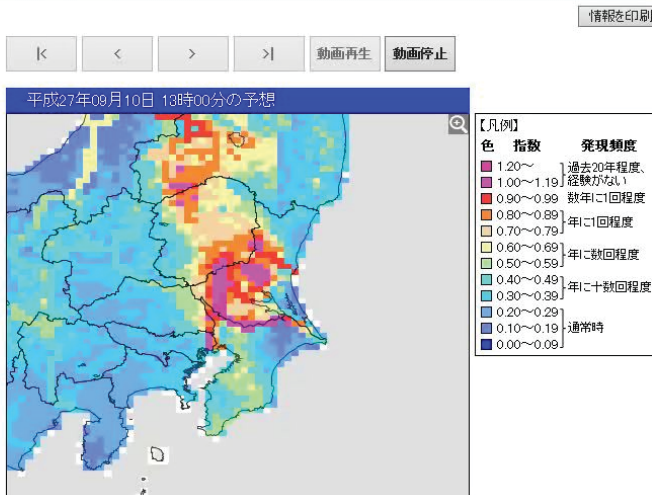 情報を印刷
|< < > >| 動画再生 動画停止
平成27年09月10日 13時00分の予想
【凡例】
色 指数 発現頻度
1.20～
1.00～1.19
過去20年程度、
経験がない
0.90～0.99 数年に1回程度
0.80～0.89
0.70～0.79
年に1回程度
0.60～0.69
0.50～0.59
年に数回程度
0.40～0.49
0.30～0.39
年に十数回程度
0.20～0.29
0.10～0.19
0.00～0.09
通常時